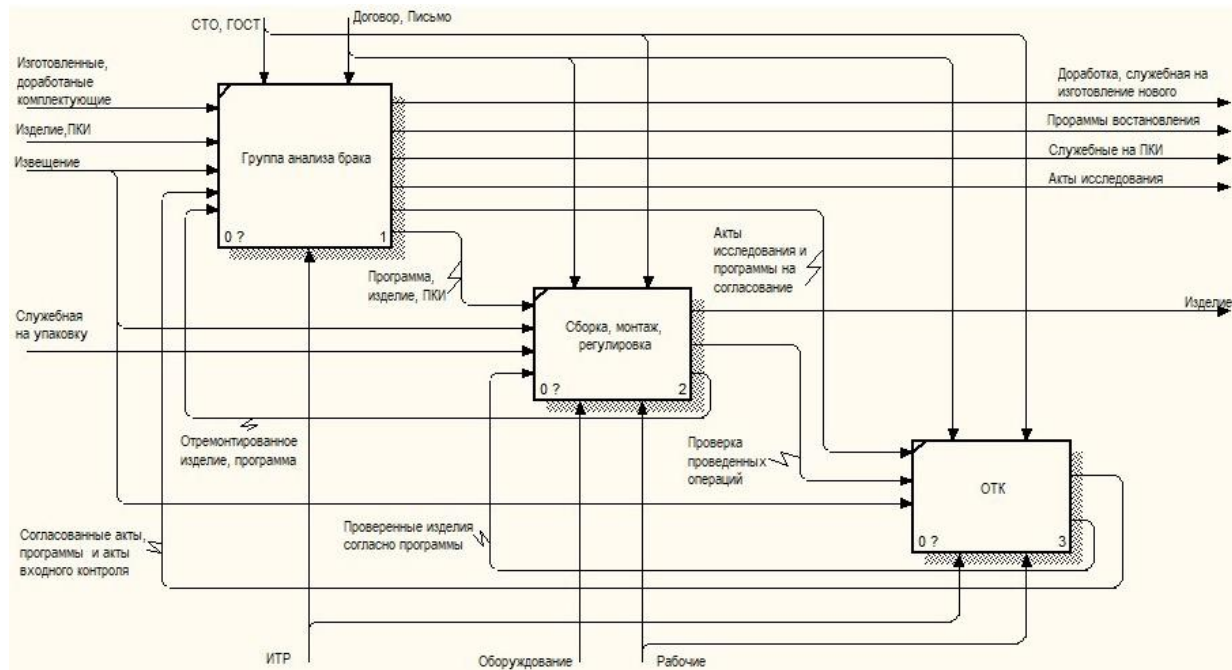 СТО, ГОСТ
Договор, Письмо
Изготовленные,
доработаные
комплектующие
Изделие,ПКИ
Извещение
Группа анализа брака
0 ?
1
Доработка, служебная на
изготовление нового
Прораммы востановления
Служебные на ПКИ
Акты исследования
Программа,
изделие, ПКИ
Акты
исследования и
программы на
согласование
Служебная
на упаковку
Сборка, монтаж,
регулировка
0 ?
2
Изделие
Отремонтированное
изделие, программа
Проверка
проведенных
операций
ОТК
0 ?
3
Согласованные акты,
программы и акты
входного контроля
Проверенные изделия
согласно программы
ИТР
Оборуждование
Рабочие